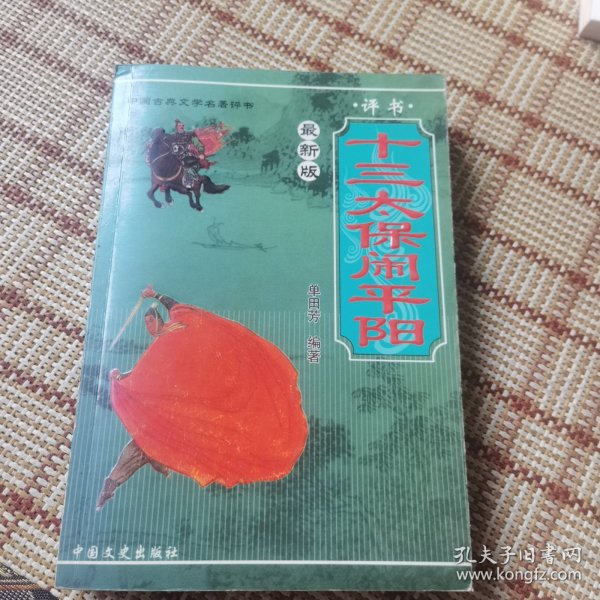 中国古典文学名著评书
·评书·
最新版
十三太保闹平阳
单田芳 编著
中国文史出版社
孔夫子旧书网
www.kongfz.com